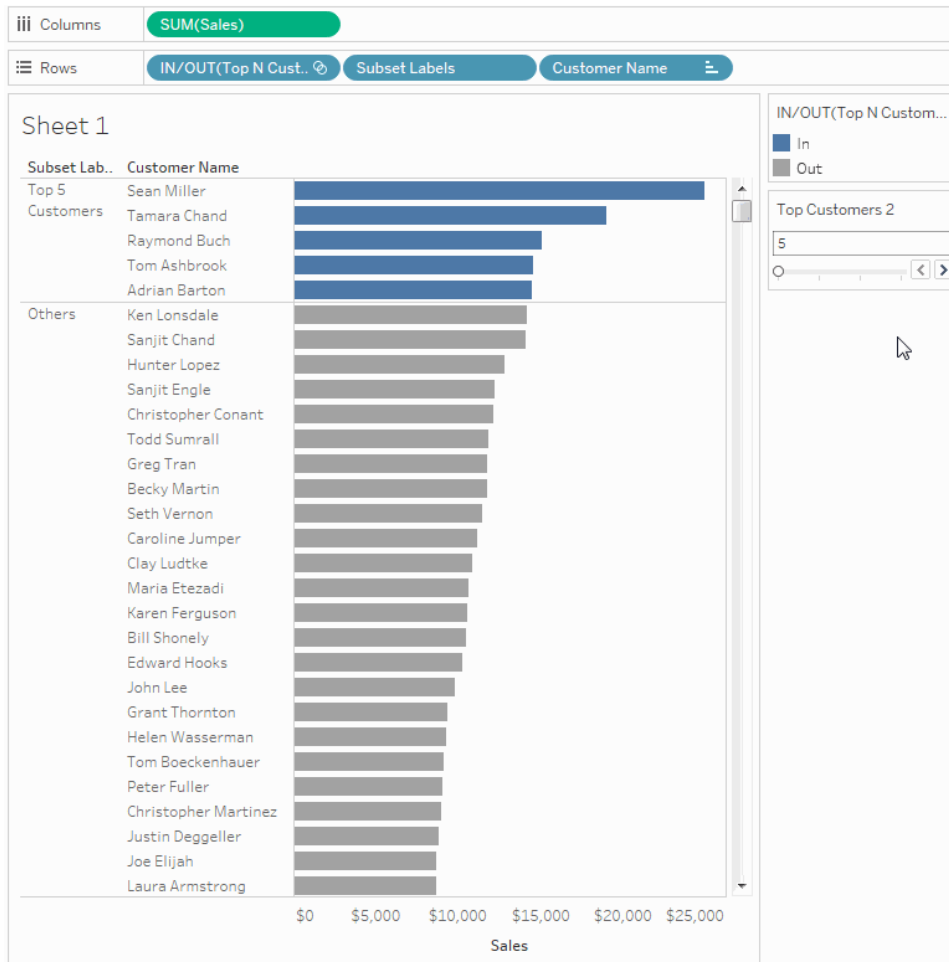 Columns SUM(Sales)
Rows IN/OUT(Top N Cust.. Subset Labels Customer Name
Sheet 1
Subset Lab.. Customer Name
Top 5 Customers
Sean Miller
Tamara Chand
Raymond Buch
Tom Ashbrook
Adrian Barton
Others
Ken Lonsdale
Sanjit Chand
Hunter Lopez
Sanjit Engle
Christopher Conant
Todd Sumrall
Greg Tran
Becky Martin
Seth Vernon
Caroline Jumper
Clay Ludtke
Maria Etezadi
Karen Ferguson
Bill Shonely
Edward Hooks
John Lee
Grant Thornton
Helen Wasserman
Tom Boeckenhauer
Peter Fuller
Christopher Martinez
Justin Deggeller
Joe Elijah
Laura Armstrong
$0 $5,000 $10,000 $15,000 $20,000 $25,000
Sales
IN/OUT(Top N Custom...
In
Out
Top Customers 2
5